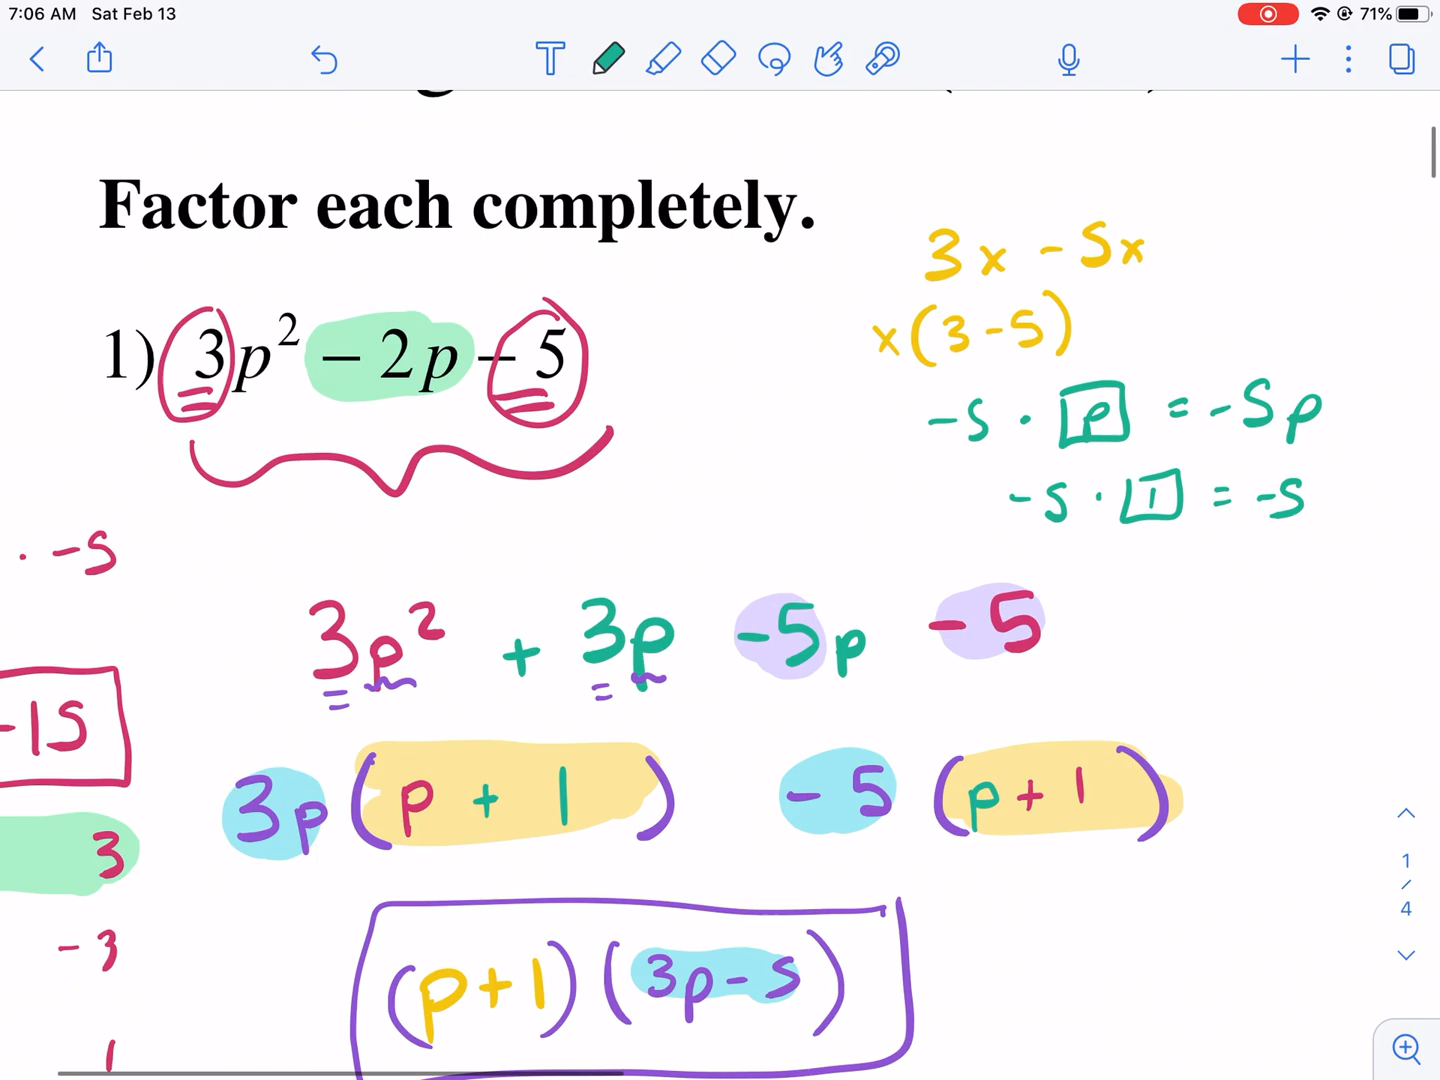 7:06 AM Sat Feb 13 71%
Factor each completely.
3x - 5x
1) 3p² - 2p - 5
x(3-5)
-5 · p = -5p
-5 · 1 = -5
· -5
3p² + 3p -5p -5
-15
3p(p + 1) -5(p + 1)
3
-3
(p+1)(3p-5)
1
1
/
4